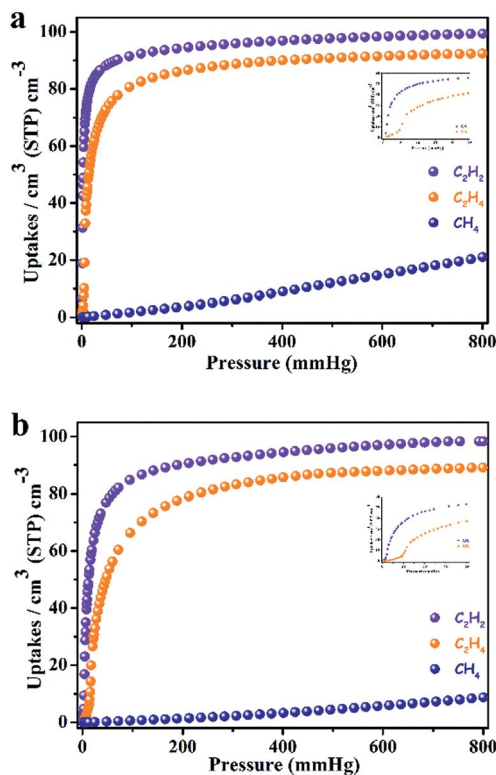 a
100
80
60
40
20
0
Uptakes / cm³ (STP) cm⁻³
C₂H₂
C₂H₄
CH₄
0 200 400 600 800
Pressure (mmHg)
b
100
80
60
40
20
0
Uptakes / cm³ (STP) cm⁻³
C₂H₂
C₂H₄
CH₄
0 200 400 600 800
Pressure (mmHg)